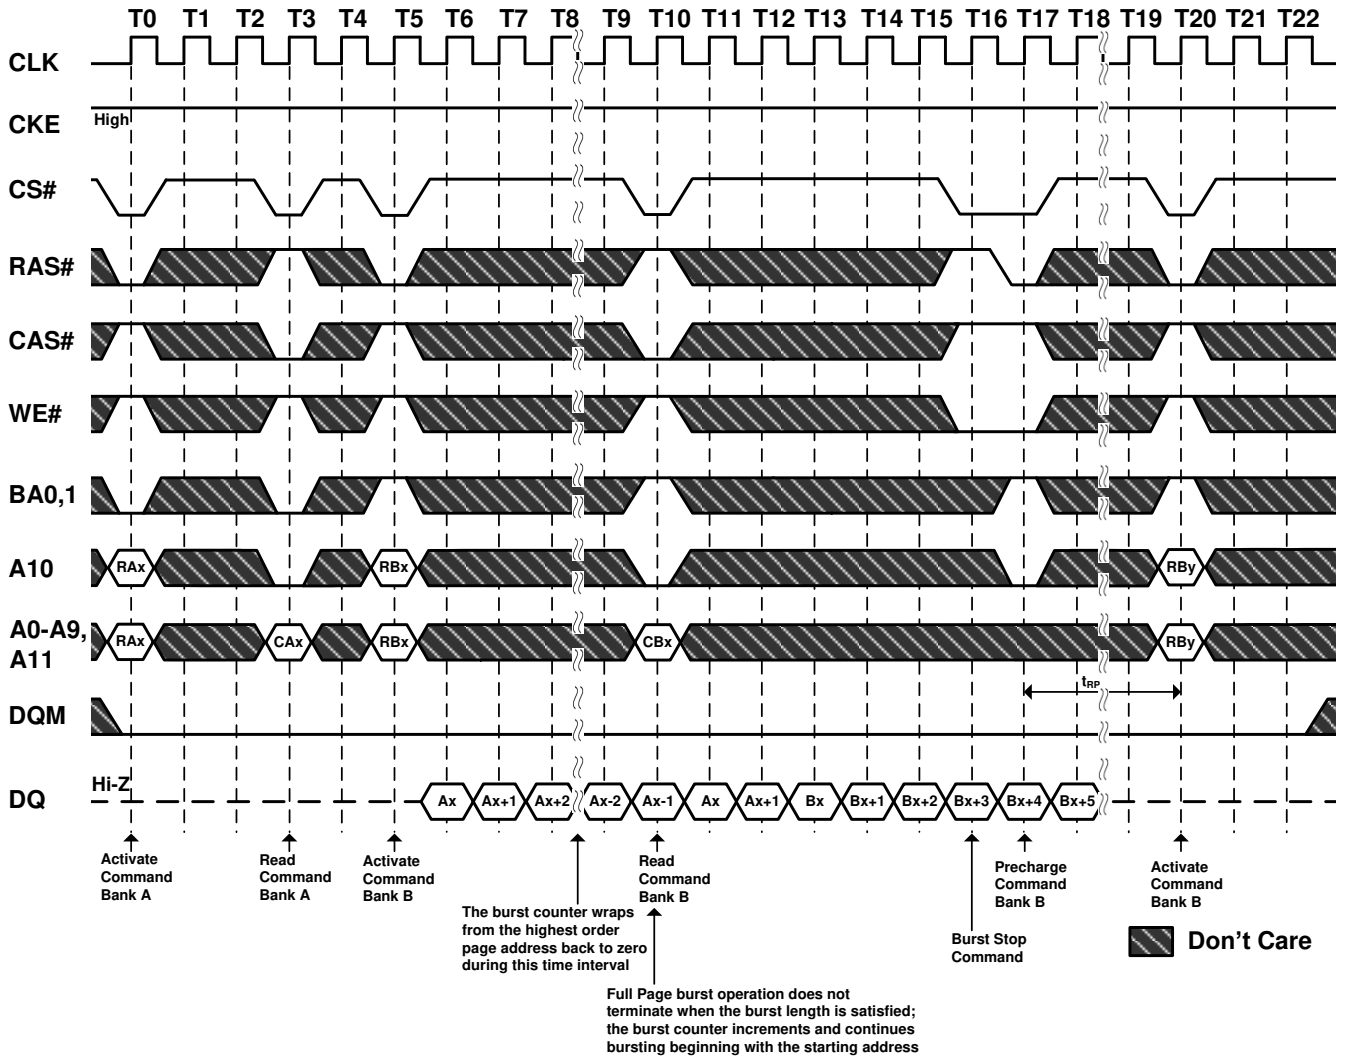 T0 T1 T2 T3 T4 T5 T6 T7 T8 T9 T10 T11 T12 T13 T14 T15 T16 T17 T18 T19 T20 T21 T22
CLK
CKE
High
CS#
RAS#
CAS#
WE#
BA0,1
A10
RAx RBx RBy
A0-A9,
A11
RAx CAx RBx CBx RBy
tRP
DQM
Hi-Z
DQ
Ax Ax+1 Ax+2 Ax-2 Ax-1 Ax Ax+1 Bx Bx+1 Bx+2 Bx+3 Bx+4 Bx+5
Activate
Command
Bank A
Read
Command
Bank A
Activate
Command
Bank B
The burst counter wraps
from the highest order
page address back to zero
during this time interval
Read
Command
Bank B
Full Page burst operation does not
terminate when the burst length is satisfied;
the burst counter increments and continues
bursting beginning with the starting address
Burst Stop
Command
Precharge
Command
Bank B
Activate
Command
Bank B
Don't Care